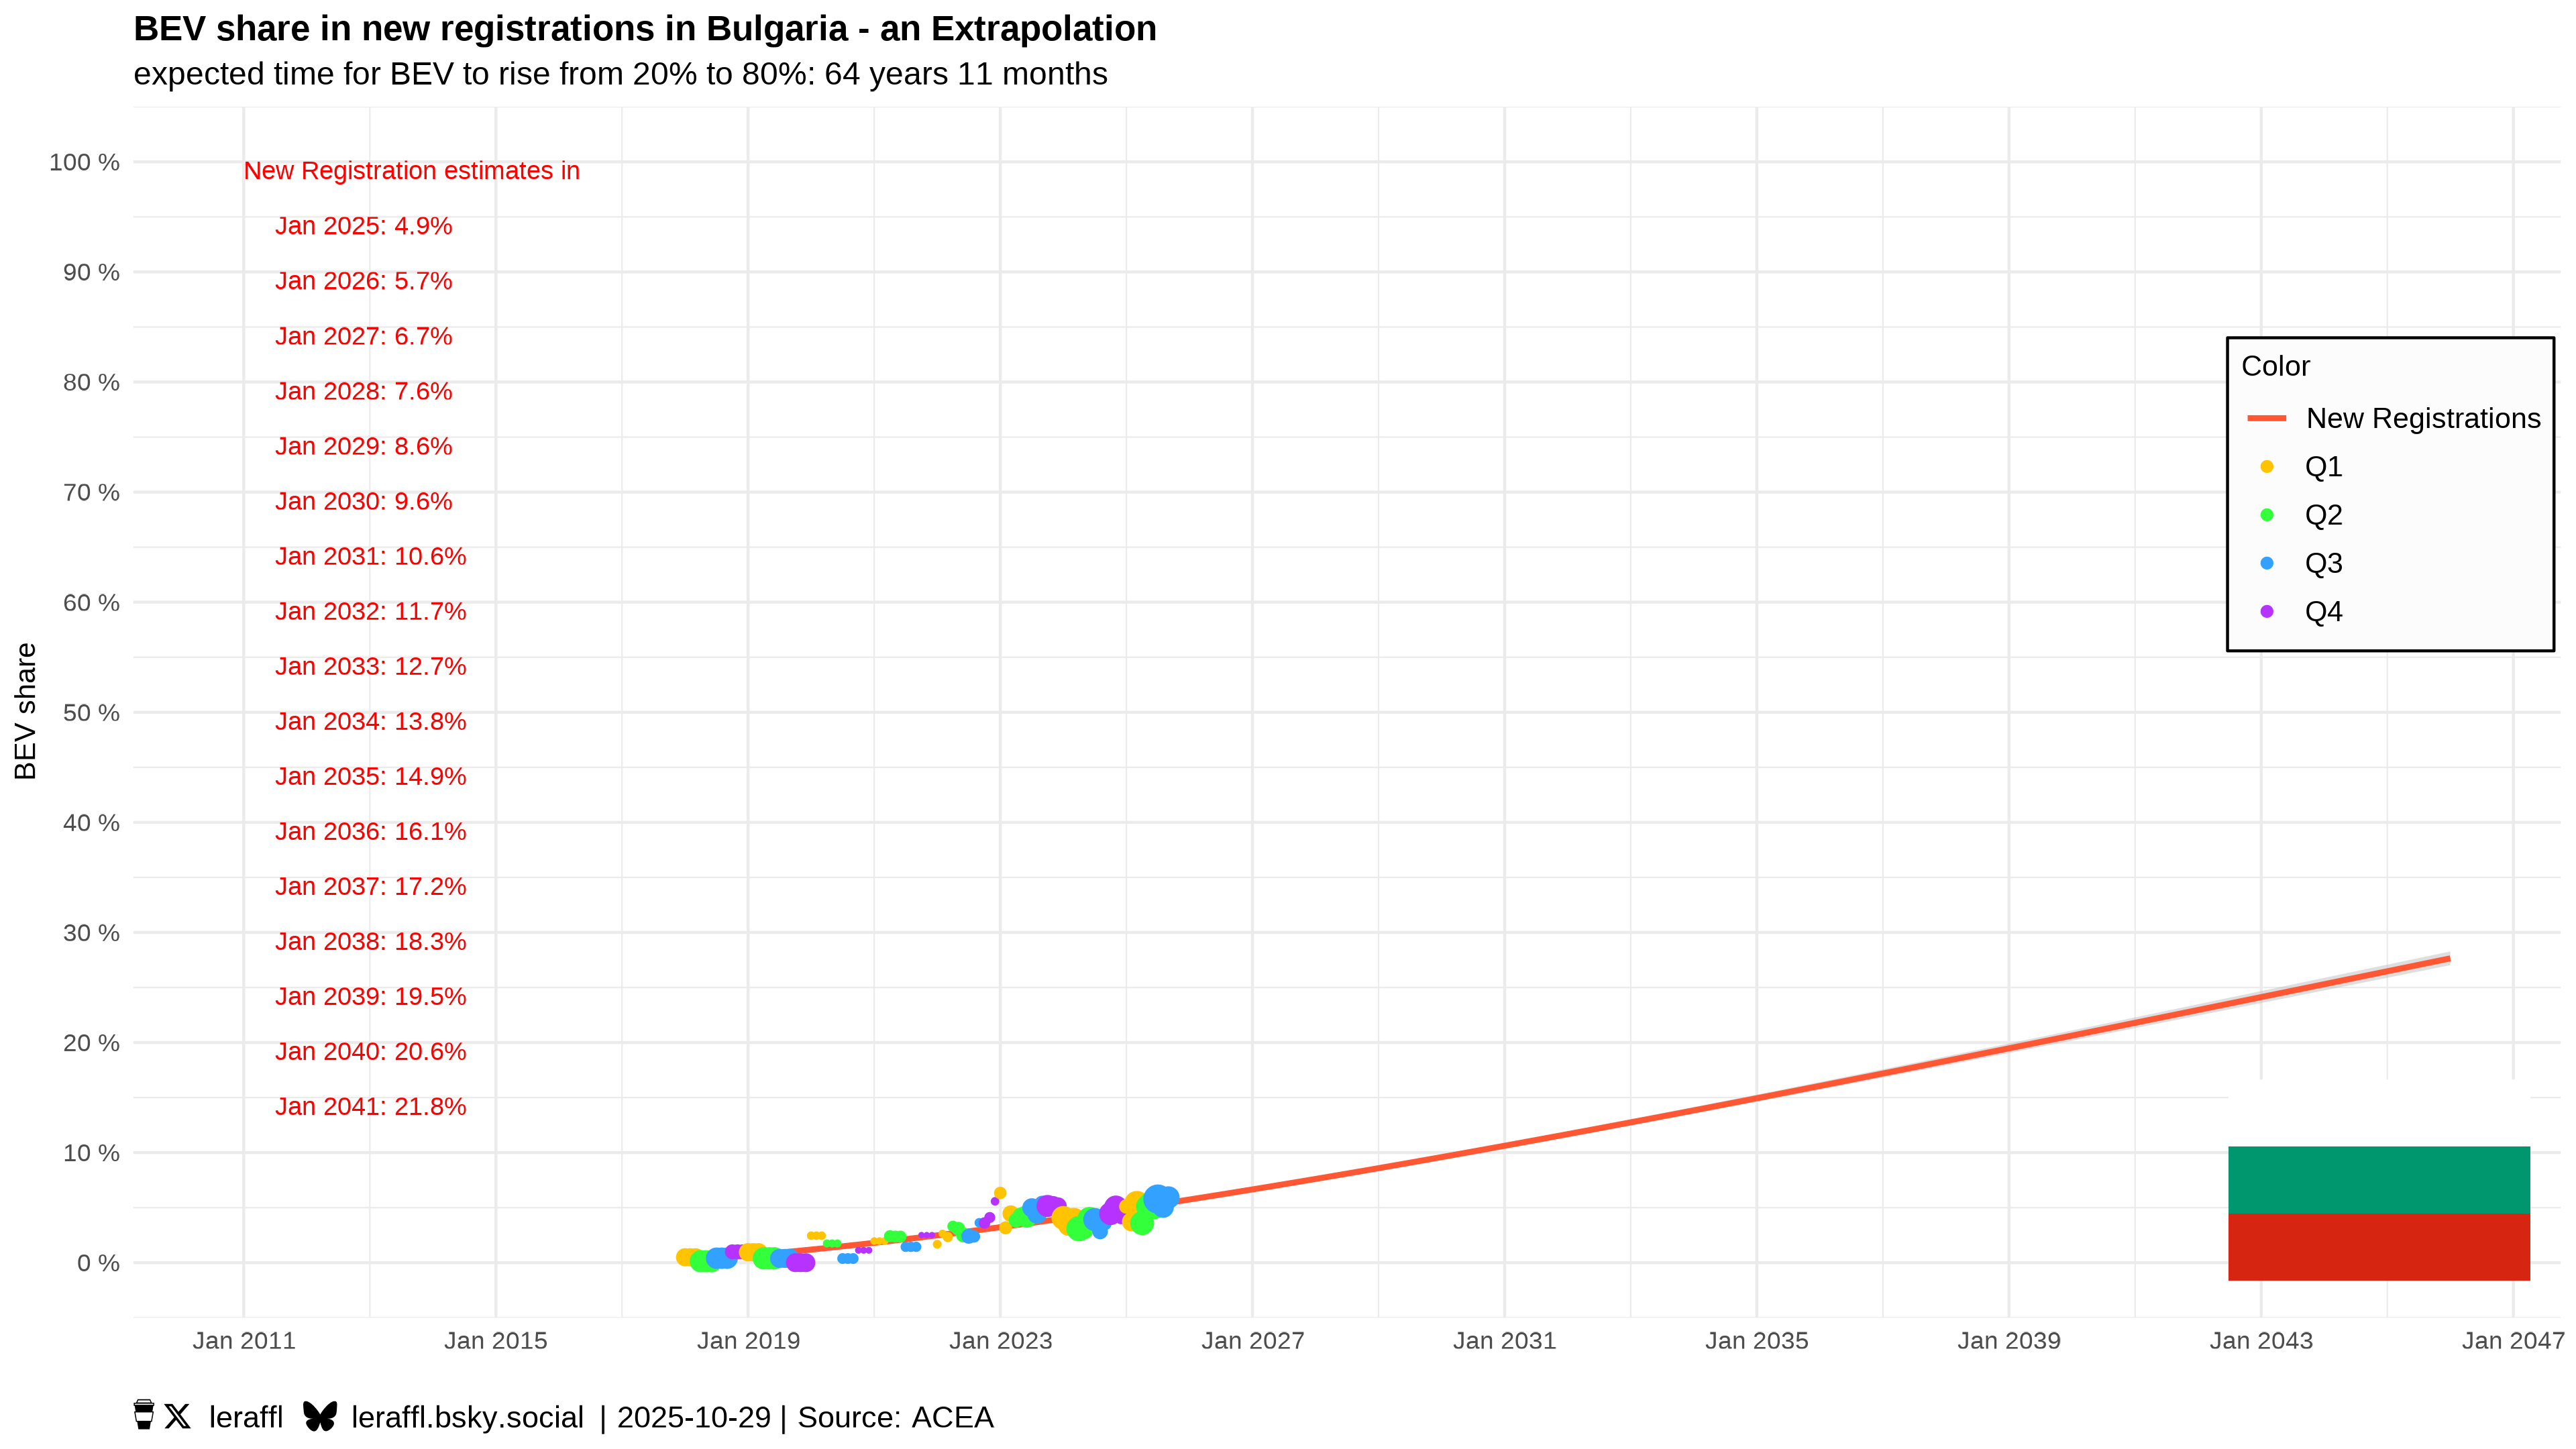 BEV share in new registrations in Bulgaria - an Extrapolation
expected time for BEV to rise from 20% to 80%: 64 years 11 months
BEV share
100 %
90 %
80 %
70 %
60 %
50 %
40 %
30 %
20 %
10 %
0 %
New Registration estimates in
Jan 2025: 4.9%
Jan 2026: 5.7%
Jan 2027: 6.7%
Jan 2028: 7.6%
Jan 2029: 8.6%
Jan 2030: 9.6%
Jan 2031: 10.6%
Jan 2032: 11.7%
Jan 2033: 12.7%
Jan 2034: 13.8%
Jan 2035: 14.9%
Jan 2036: 16.1%
Jan 2037: 17.2%
Jan 2038: 18.3%
Jan 2039: 19.5%
Jan 2040: 20.6%
Jan 2041: 21.8%
Color
New Registrations
Q1
Q2
Q3
Q4
Jan 2011 Jan 2015 Jan 2019 Jan 2023 Jan 2027 Jan 2031 Jan 2035 Jan 2039 Jan 2043 Jan 2047
leraffl leraffl.bsky.social | 2025-10-29 | Source: ACEA